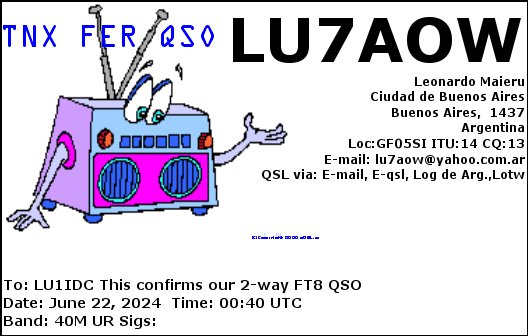 TNX FER QSO
LU7AOW
Leonardo Maieru
Ciudad de Buenos Aires
Buenos Aires, 1437
Argentina
Loc:GF05SI ITU:14 CQ:13
E-mail: lu7aow@yahoo.com.ar
QSL via: E-mail, E-qsl, Log de Arg.,Lotw
To: LU1IDC This confirms our 2-way FT8 QSO
Date: June 22, 2024 Time: 00:40 UTC
Band: 40M UR Sigs: